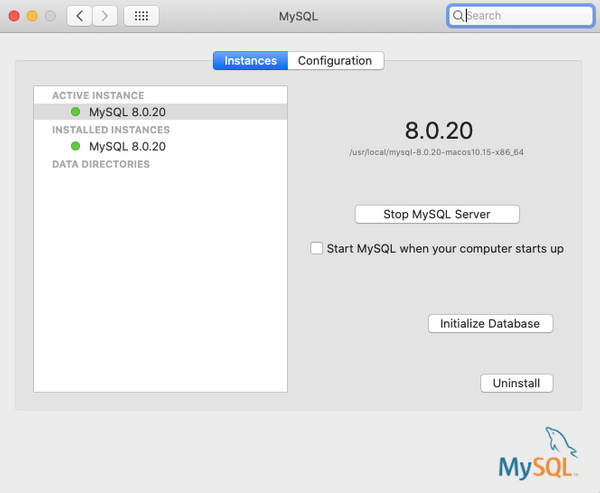 MySQL
Search
Instances
Configuration
ACTIVE INSTANCE
MySQL 8.0.20
INSTALLED INSTANCES
MySQL 8.0.20
DATA DIRECTORIES
8.0.20
/usr/local/mysql-8.0.20-macos10.15-x86_64
Stop MySQL Server
Start MySQL when your computer starts up
Initialize Database
Uninstall
MySQL™